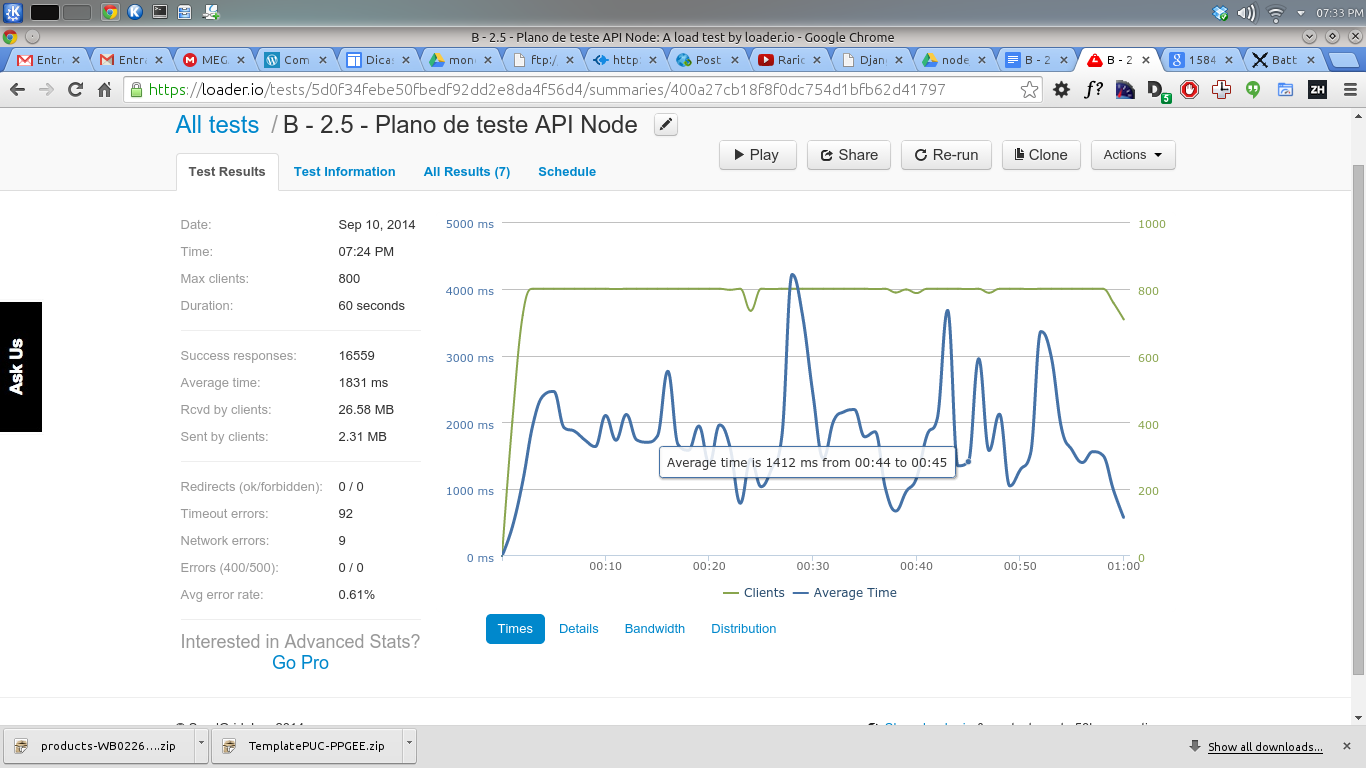 07:33 PM
B - 2.5 - Plano de teste API Node: A load test by loader.io - Google Chrome
Entra
Entra
MEG
Com
Dica
mon
ftp:/
http:
Post
Raric
Djan
node
B - 2
B - 2
1584
Batt
https://loader.io/tests/5d0f34febe50fbedf92dd2e8da4f56d4/summaries/400a27cb18f8f0dc754d1bfb62d41797
f?
D 5
ZH
All tests / B - 2.5 - Plano de teste API Node
Play Share Re-run Clone Actions
Test Results Test Information All Results (7) Schedule
Date: Sep 10, 2014
Time: 07:24 PM
Max clients: 800
Duration: 60 seconds
Success responses: 16559
Average time: 1831 ms
Rcvd by clients: 26.58 MB
Sent by clients: 2.31 MB
Redirects (ok/forbidden): 0 / 0
Timeout errors: 92
Network errors: 9
Errors (400/500): 0 / 0
Avg error rate: 0.61%
Interested in Advanced Stats?
Go Pro
Ask Us
5000 ms 1000
4000 ms 800
3000 ms 600
2000 ms 400
Average time is 1412 ms from 00:44 to 00:45
1000 ms 200
0 ms 0
00:10 00:20 00:30 00:40 00:50 01:00
Clients Average Time
Times Details Bandwidth Distribution
products-WB0226....zip
TemplatePUC-PPGEE.zip
Show all downloads...